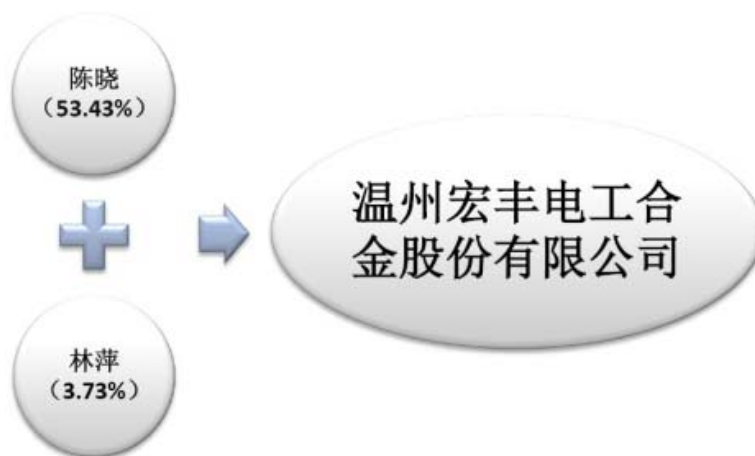 陈晓
（53.43%）
温州宏丰电工合
金股份有限公司
林萍
（3.73%）